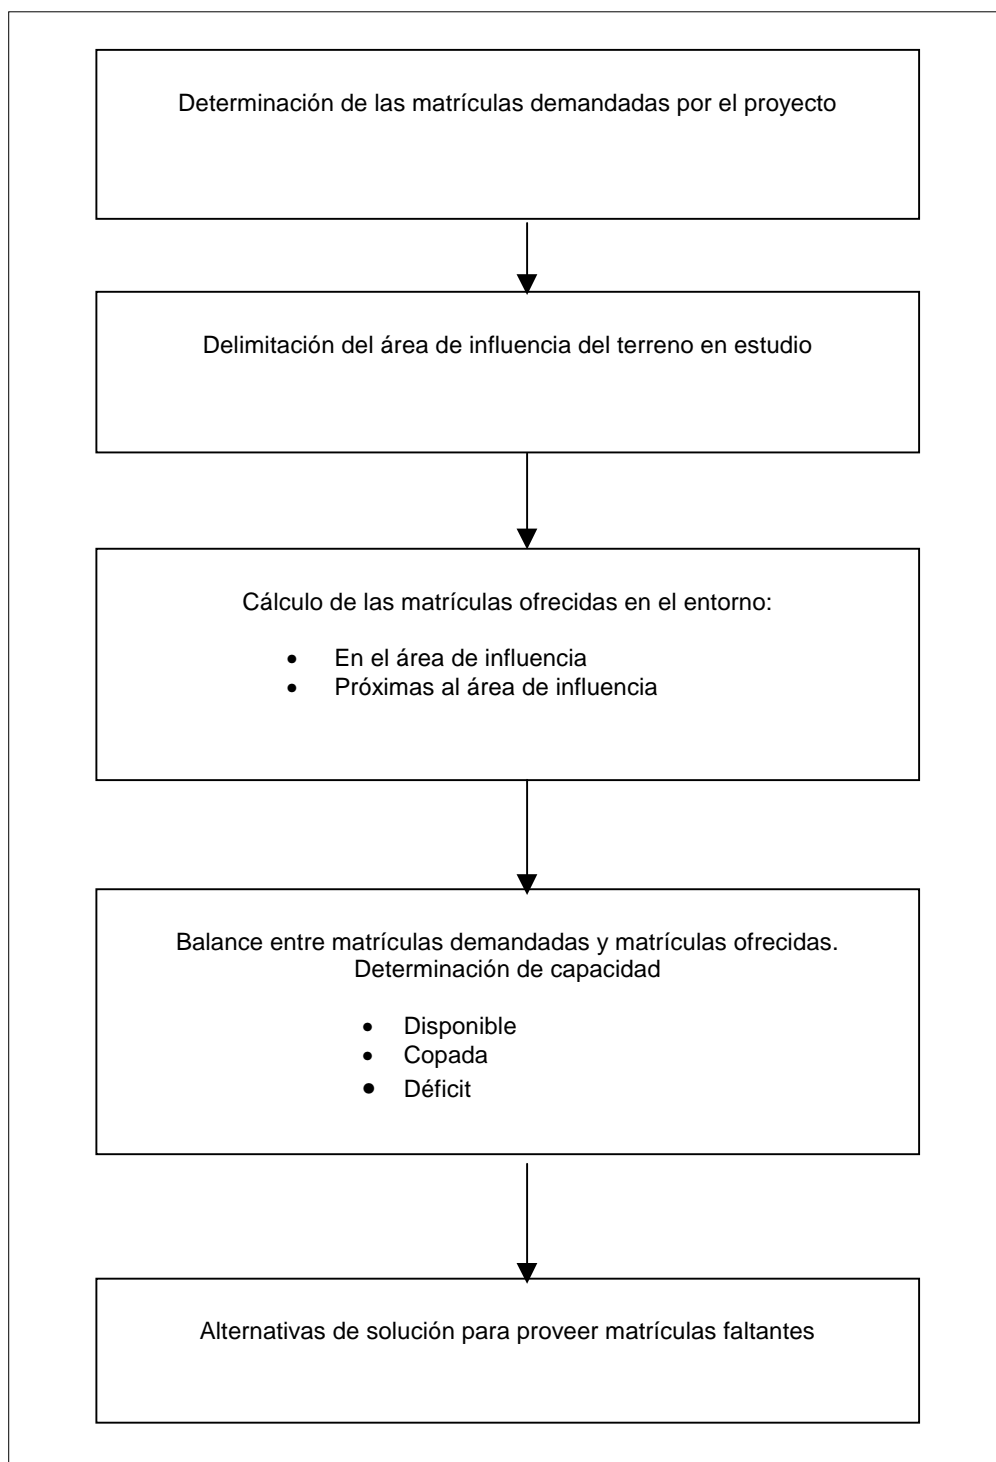 Determinación de las matrículas demandadas por el proyecto
Delimitación del área de influencia del terreno en estudio
Cálculo de las matrículas ofrecidas en el entorno:
• En el área de influencia
• Próximas al área de influencia
Balance entre matrículas demandadas y matrículas ofrecidas.
Determinación de capacidad
• Disponible
• Copada
• Déficit
Alternativas de solución para proveer matrículas faltantes